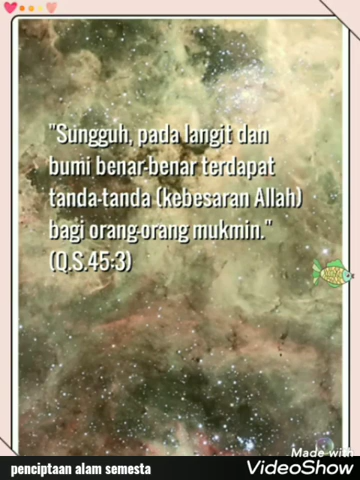 "Sungguh, pada langit dan
bumi benar-benar terdapat
tanda-tanda (kebesaran Allah)
bagi orang-orang mukmin."
(Q.S.45:3)
Made with
VideoShow
penciptaan alam semesta